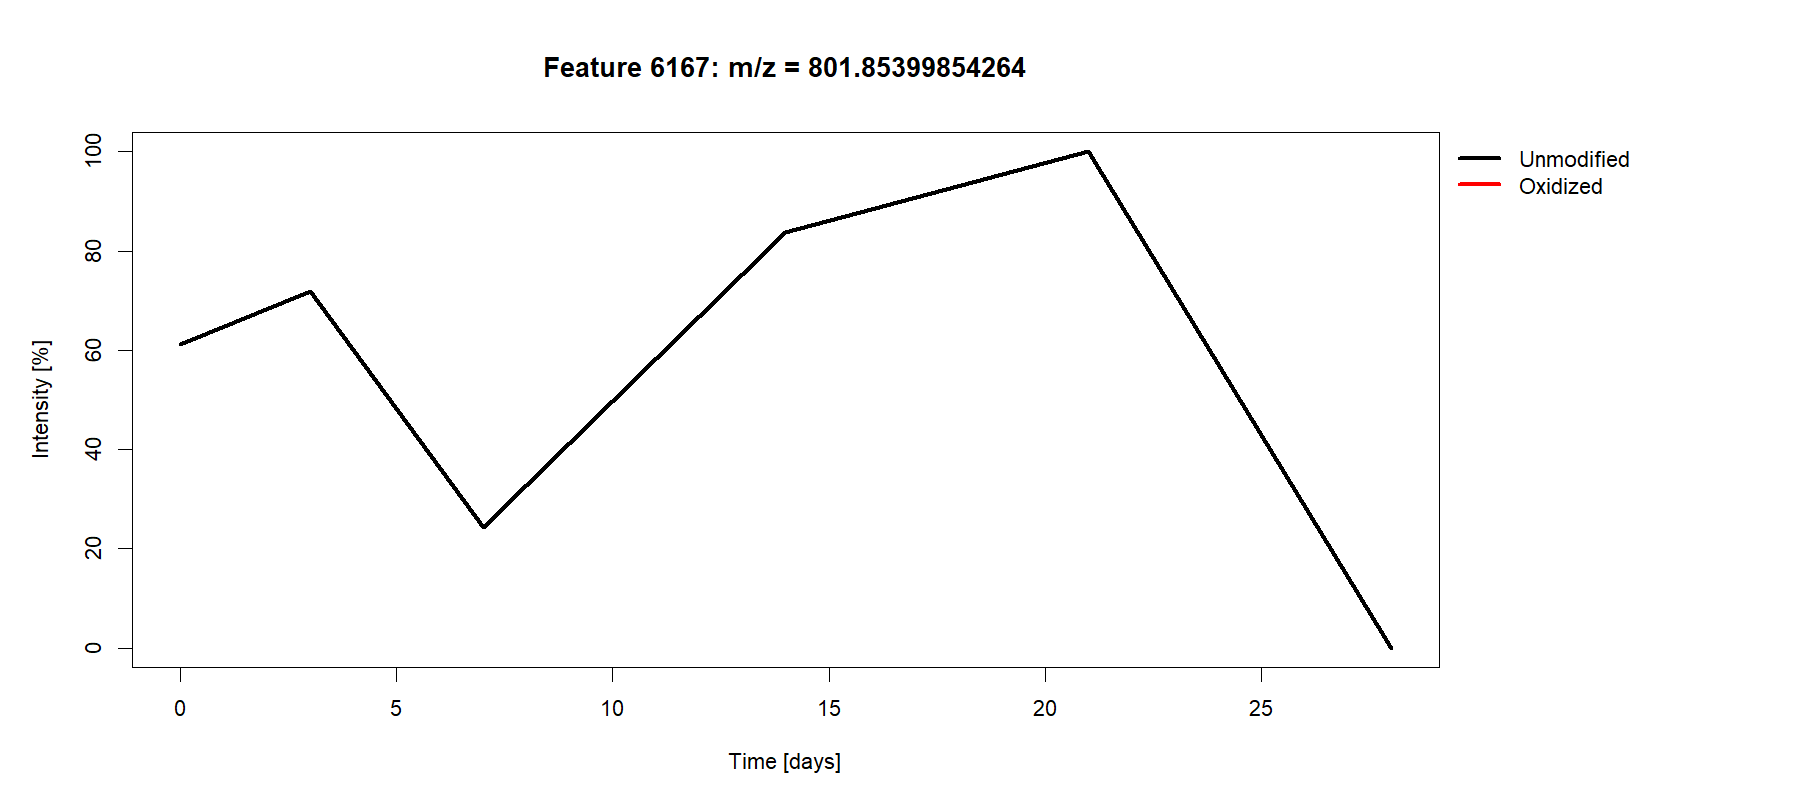 Feature 6167: m/z = 801.85399854264
Unmodified
Oxidized
Intensity [%]
100
80
60
40
20
0
0 5 10 15 20 25
Time [days]